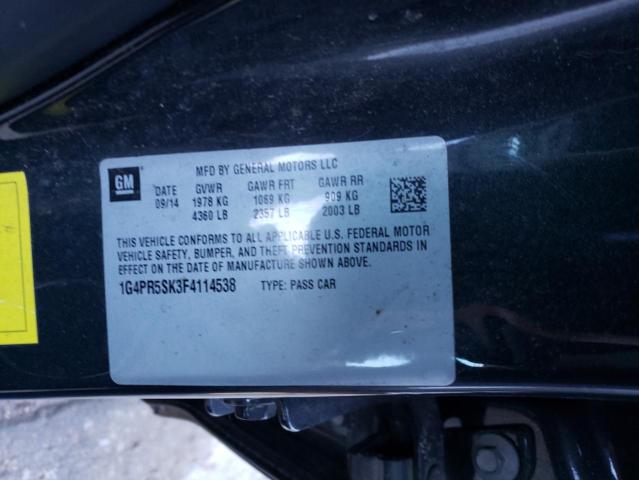 GM
MFD BY GENERAL MOTORS LLC
DATE GVWR GAWR FRT GAWR RR
09/14 1978 KG 1069 KG 909 KG
4360 LB 2357 LB 2003 LB
THIS VEHICLE CONFORMS TO ALL APPLICABLE U.S. FEDERAL MOTOR
VEHICLE SAFETY, BUMPER, AND THEFT PREVENTION STANDARDS IN
EFFECT ON THE DATE OF MANUFACTURE SHOWN ABOVE.
1G4PR5SK3F4114538 TYPE: PASS CAR